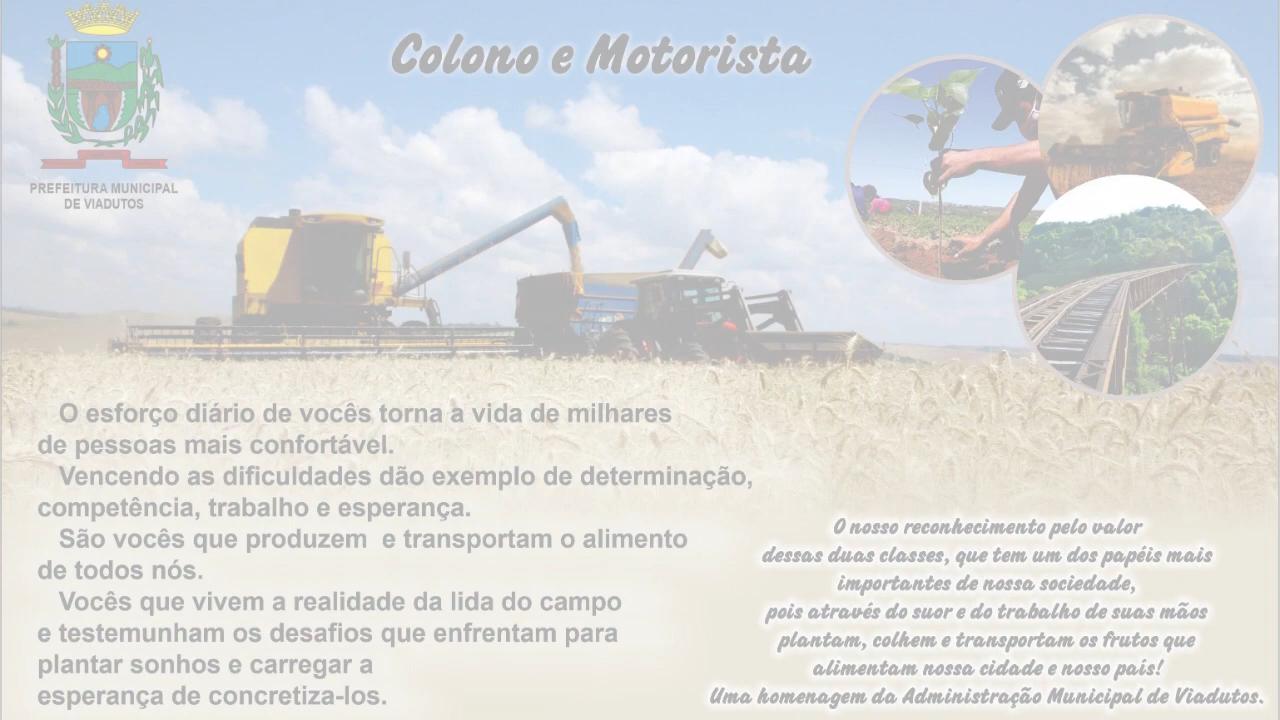 Colono e Motorista
PREFEITURA MUNICIPAL
DE VIADUTOS
O esforço diário de vocês torna a vida de milhares
de pessoas mais confortável.
Vencendo as dificuldades dão exemplo de determinação,
competência, trabalho e esperança.
São vocês que produzem e transportam o alimento
de todos nós.
Vocês que vivem a realidade da lida do campo
e testemunham os desafios que enfrentam para
plantar sonhos e carregar a
esperança de concretiza-los.
O nosso reconhecimento pelo valor
dessas duas classes, que tem um dos papéis mais
importantes de nossa sociedade,
pois através do suor e do trabalho de suas mãos
plantam, colhem e transportam os frutos que
alimentam nossa cidade e nosso país!
Uma homenagem da Administração Municipal de Viadutos.